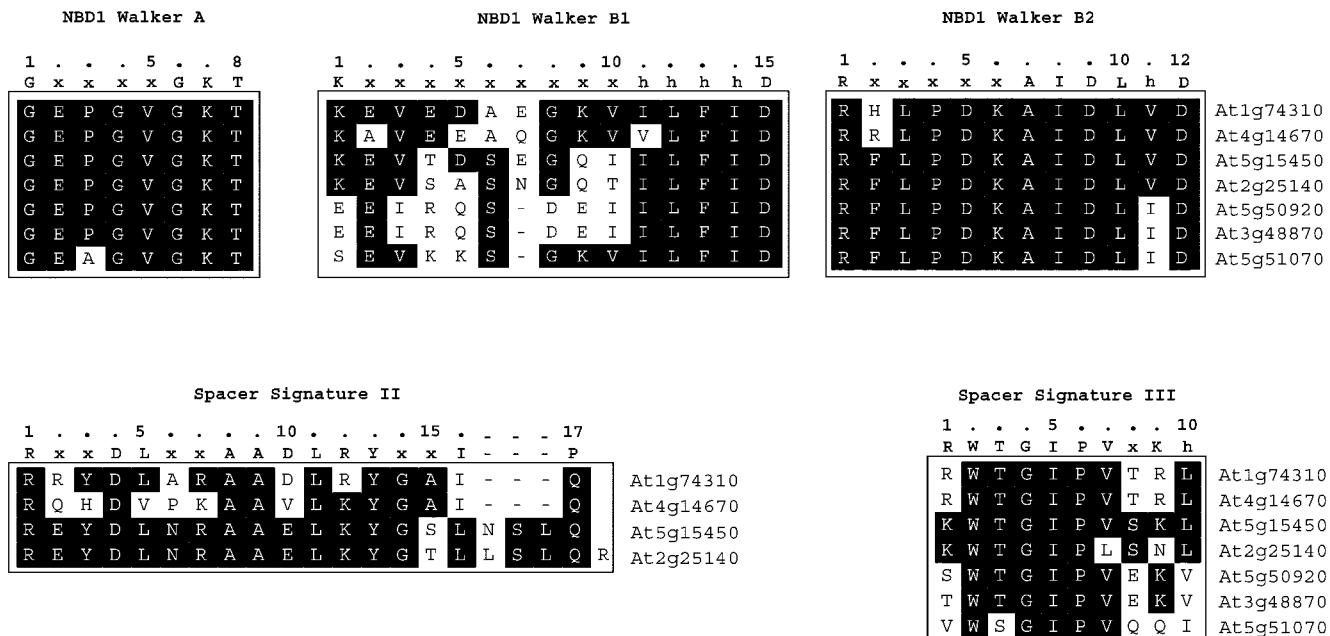 NBD1 Walker A
NBD1 Walker B1
NBD1 Walker B2
1 . . . 5 . . 8
1 . . . 5 . . . . 10 . . . . 15
1 . . . 5 . . . . 10 . 12
G x x x x G K T
K x x x x x x x x x h h h h D
R x x x x x A I D L h D
G E P G V G K T
K E V E D A E G K V I L F I D
R H L P D K A I D L V D At1g74310
G E P G V G K T
K A V E E A Q G K V V L F I D
R R L P D K A I D L V D At4g14670
G E P G V G K T
K E V T D S E G Q I I L F I D
R F L P D K A I D L V D At5g15450
G E P G V G K T
K E V S A S N G Q T I L F I D
R F L P D K A I D L V D At2g25140
G E P G V G K T
E E I R Q S - D E I I L F I D
R F L P D K A I D L I D At5g50920
G E P G V G K T
E E I R Q S - D E I I L F I D
R F L P D K A I D L I D At3g48870
G E A G V G K T
S E V K K S - G K V I L F I D
R F L P D K A I D L I D At5g51070
Spacer Signature II
Spacer Signature III
1 . . . 5 . . . . 10 . . . . 15 . - - - 17
1 . . . 5 . . . . 10
R x x D L x x A A D L R Y x x I - - - P
R W T G I P V x K h
R R Y D L A R A A D L R Y G A I - - - Q At1g74310
R W T G I P V T R L At1g74310
R Q H D V P K A A V L K Y G A I - - - Q At4g14670
R W T G I P V T R L At4g14670
R E Y D L N R A A E L K Y G S L N S L Q At5g15450
K W T G I P V S K L At5g15450
R E Y D L N R A A E L K Y G T L L S L Q R At2g25140
K W T G I P L S N L At2g25140
S W T G I P V E K V At5g50920
T W T G I P V E K V At3g48870
V W S G I P V Q Q I At5g51070